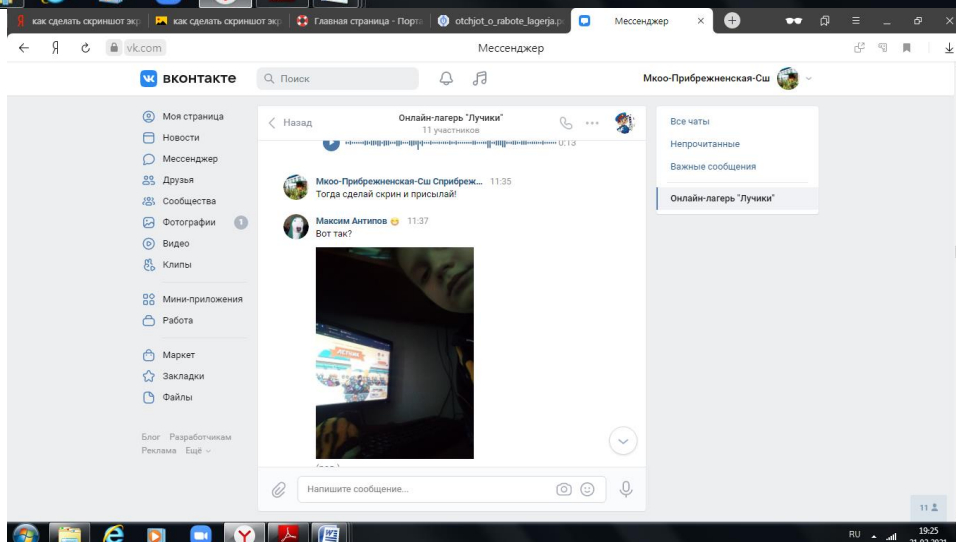 как сделать скриншот экр
как сделать скриншот экр
Главная страница - Порта
otchjot_o_rabote_lagerja.pd
Мессенджер
vk.com
Мессенджер
вконтакте
Поиск
Мкоо-Прибрежненская-Сш
Моя страница
Новости
Мессенджер
Друзья
Сообщества
Фотографии 1
Видео
Клипы
Мини-приложения
Работа
Маркет
Закладки
Файлы
Блог Разработчикам
Реклама Ещё
Назад
Онлайн-лагерь "Лучики"
11 участников
0:13
Мкоо-Прибрежненская-Сш Сприбреж... 11:35
Тогда сделай скрин и присылай!
Максим Антипов 11:37
Вот так?
Напишите сообщение...
Все чаты
Непрочитанные
Важные сообщения
Онлайн-лагерь "Лучики"
11
RU
19:25